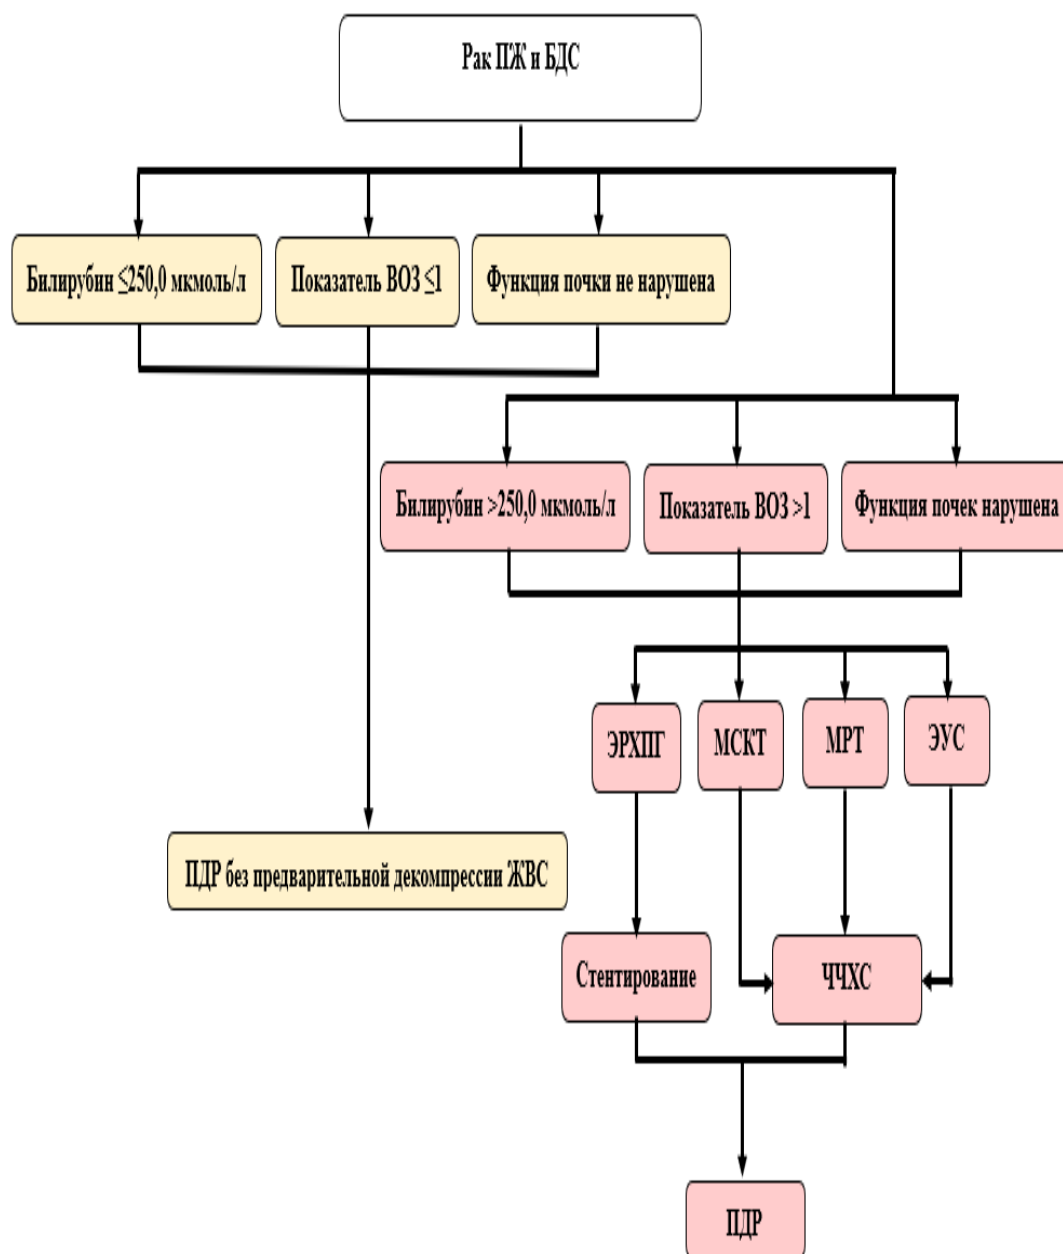 Рак ПЖ и БДС
Билирубин ≤250,0 мкмоль/л
Показатель ВОЗ ≤1
Функция почки не нарушена
Билирубин >250,0 мкмоль/л
Показатель ВОЗ >1
Функция почек нарушена
ЭРХПГ
МСКТ
МРТ
ЭУС
ПДР без предварительной декомпрессии ЖВС
Стентирование
ЧЧХС
ПДР